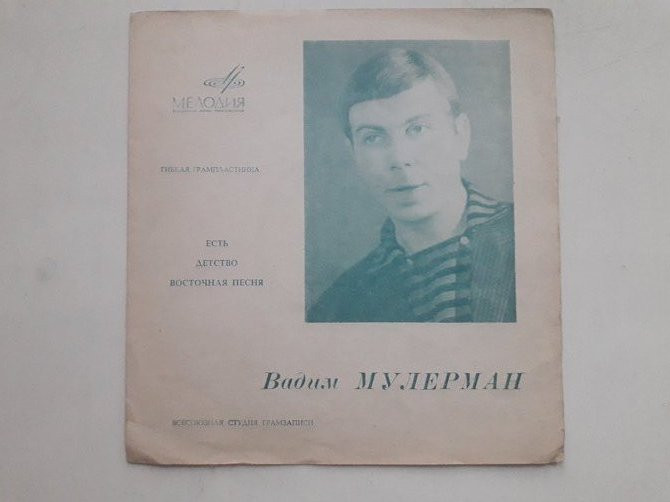 МЕЛОДИЯ
ГИБКАЯ ГРАМПЛАСТИНКА
ЕСТЬ
ДЕТСТВО
ВОСТОЧНАЯ ПЕСНЯ
Вадим МУЛЕРМАН
ВСЕСОЮЗНАЯ СТУДИЯ ГРАМЗАПИСИ